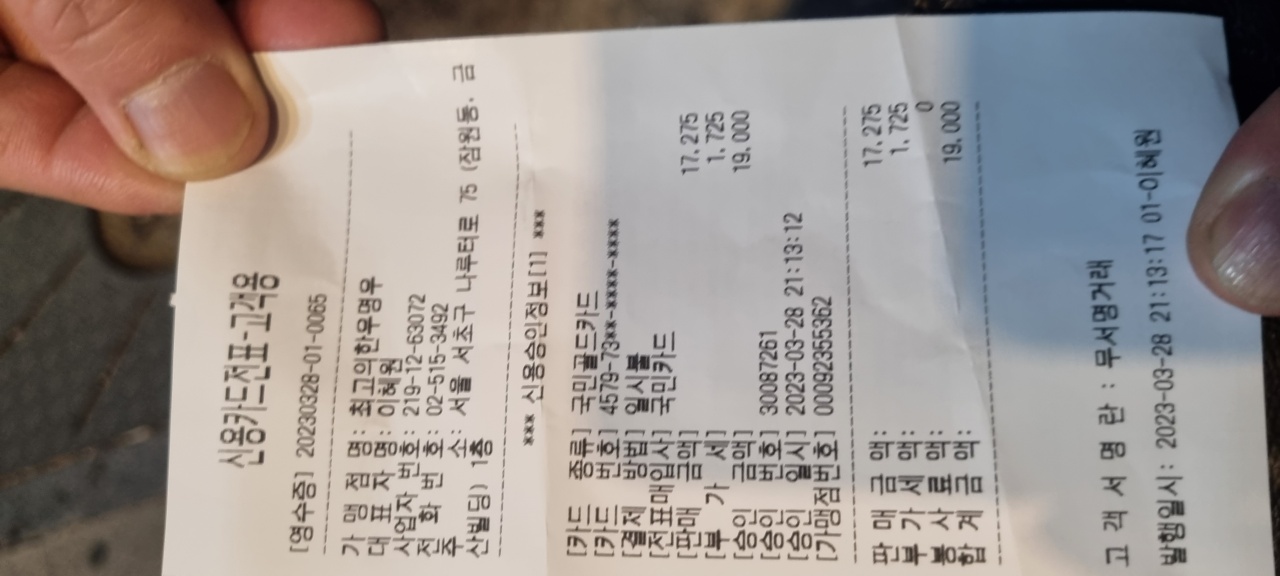 신용카드전표-고객용
[영수증] 20230328-01-0065
가 맹 점 명: 최고의한우명우
대 표 자 명: 이혜원
사업자 번호: 219-12-63072
전 화 번 호: 02-515-3492
주 소: 서울 서초구 나루터로 75 (잠원동, 금
산빌딩) 1층
*** 신용승인정보[1] ***
[카드 종류] 국민골드카드
[카드 번호] 4579-73**-****-****
[결제 방법] 일시불
[전표매입사] 국민카드
[판매 금액] 17.275
[부 가 세] 1.725
[승인 금액] 19.000
[승인 번호] 30087261
[승인 일시] 2023-03-28 21:13:12
[가맹점번호] 00092355362
판 매 금 액: 17.275
부 가 세 액: 1.725
봉 사 료 액: 0
합 계 금 액: 19.000
고 객 서 명 란 : 무서명거래
발행일시: 2023-03-28 21:13:17 01-이혜원